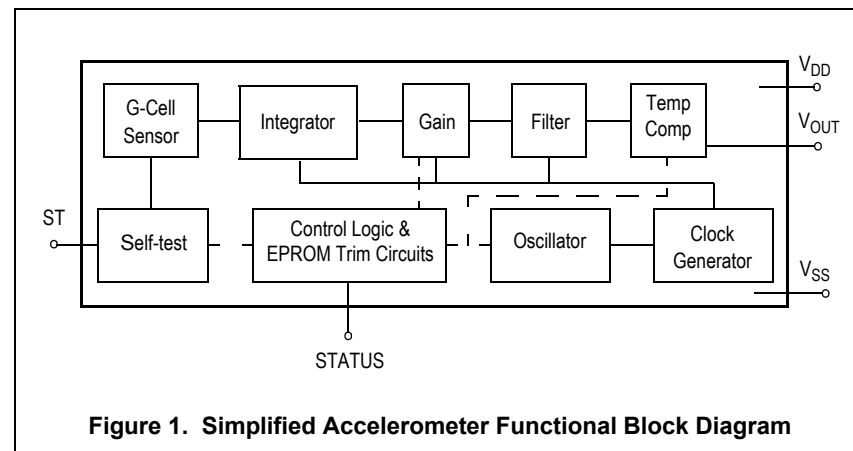 V_DD
G-Cell
Sensor
Integrator
Gain
Filter
Temp
Comp
V_OUT
ST
Self-test
Control Logic &
EPROM Trim Circuits
Oscillator
Clock
Generator
V_SS
STATUS
Figure 1. Simplified Accelerometer Functional Block Diagram